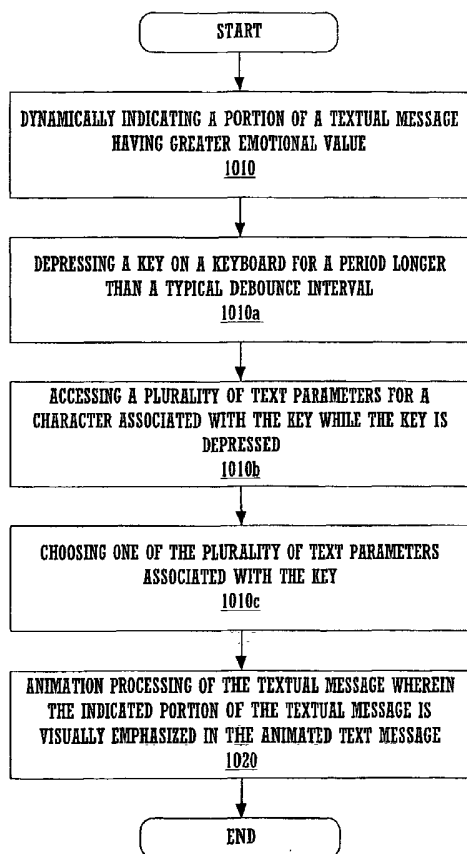 START
DYNAMICALLY INDICATING A PORTION OF A TEXTUAL MESSAGE
HAVING GREATER EMOTIONAL VALUE
1010
DEPRESSING A KEY ON A KEYBOARD FOR A PERIOD LONGER
THAN A TYPICAL DEBOUNCE INTERVAL
1010a
ACCESSING A PLURALITY OF TEXT PARAMETERS FOR A
CHARACTER ASSOCIATED WITH THE KEY WHILE THE KEY IS
DEPRESSED
1010b
CHOOSING ONE OF THE PLURALITY OF TEXT PARAMETERS
ASSOCIATED WITH THE KEY
1010c
ANIMATION PROCESSING OF THE TEXTUAL MESSAGE WHEREIN
THE INDICATED PORTION OF THE TEXTUAL MESSAGE IS
VISUALLY EMPHASIZED IN THE ANIMATED TEXT MESSAGE
1020
END